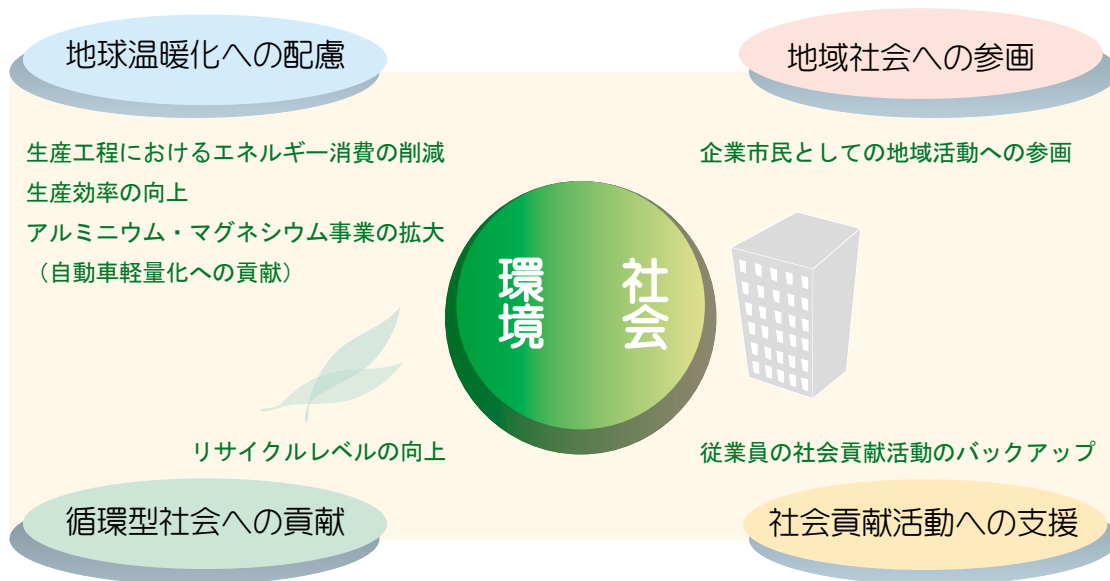 地球温暖化への配慮
生産工程におけるエネルギー消費の削減
生産効率の向上
アルミニウム・マグネシウム事業の拡大
（自動車軽量化への貢献）
地域社会への参画
企業市民としての地域活動への参画
環境
社会
リサイクルレベルの向上
循環型社会への貢献
従業員の社会貢献活動のバックアップ
社会貢献活動への支援